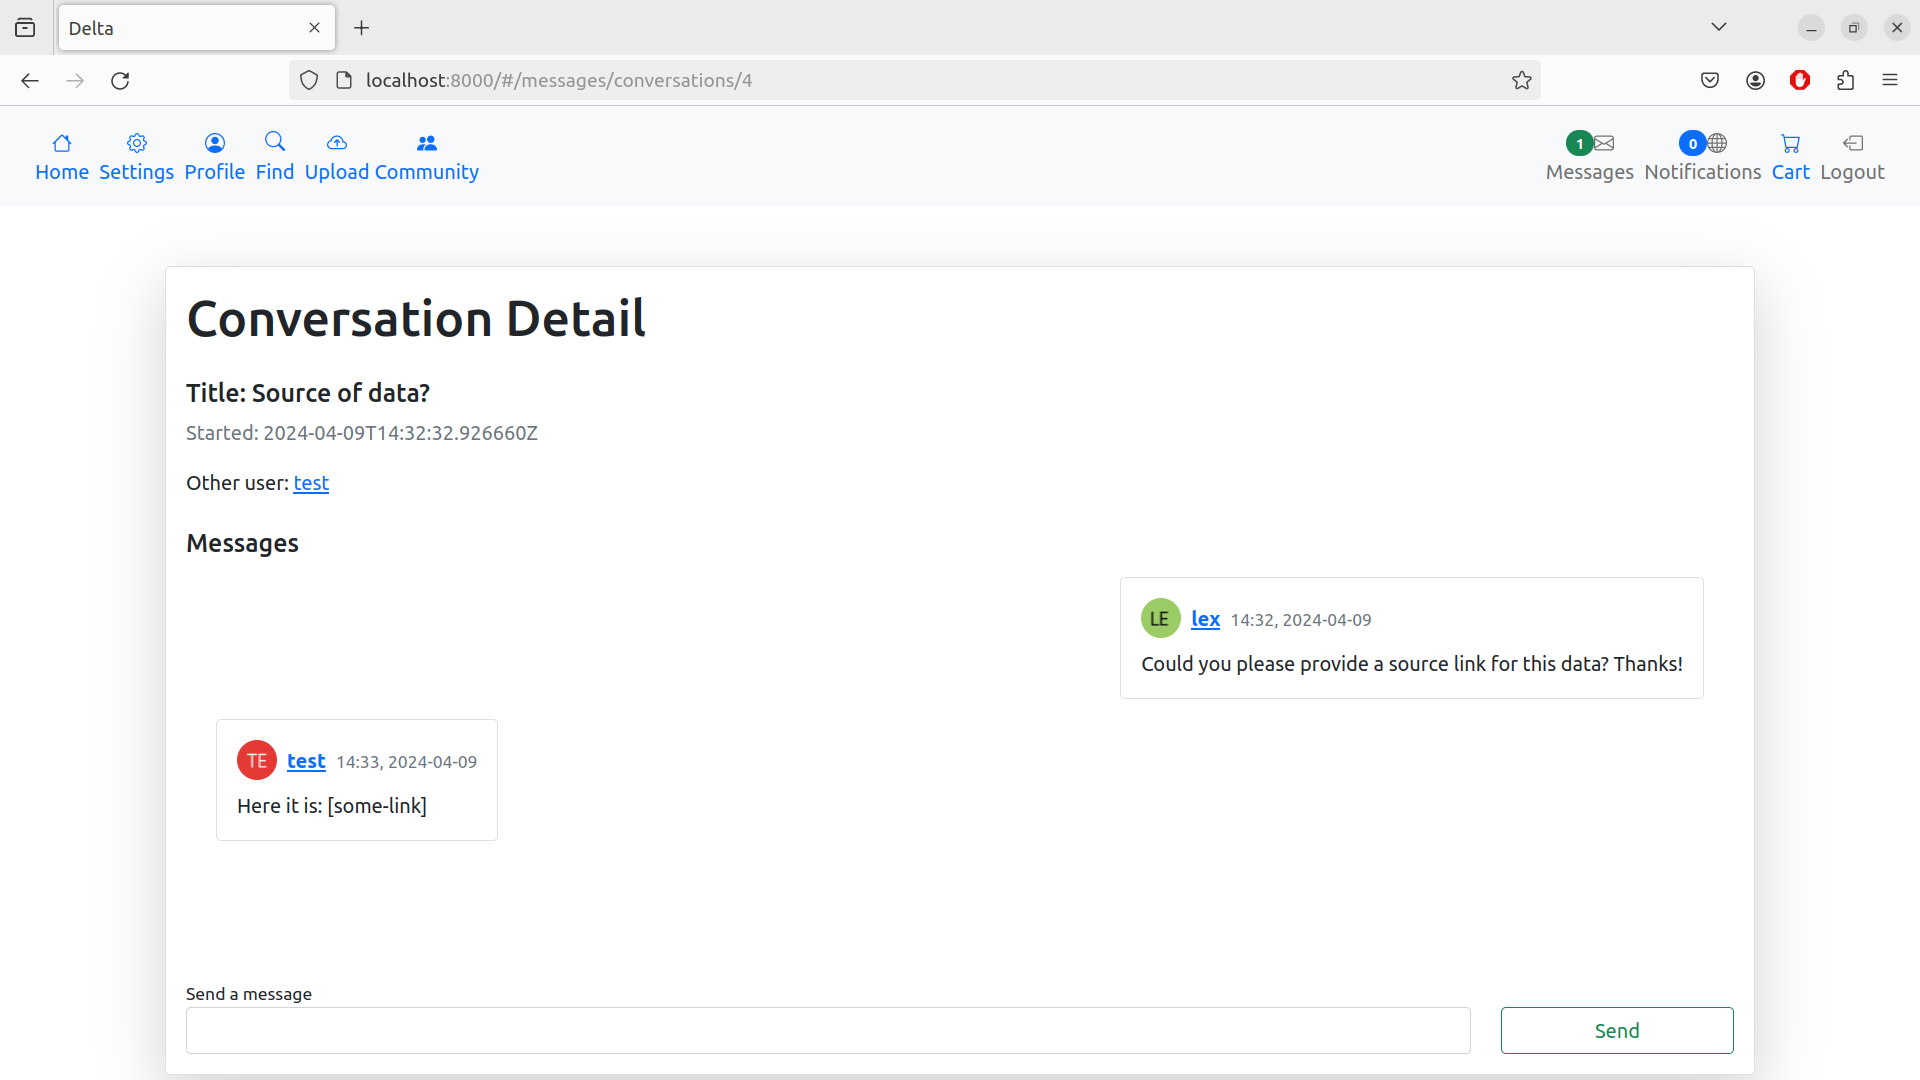 Delta
localhost:8000/#/messages/conversations/4
Home Settings Profile Find Upload Community
1 Messages 0 Notifications Cart Logout
Conversation Detail
Title: Source of data?
Started: 2024-04-09T14:32:32.926660Z
Other user: test
Messages
LE lex 14:32, 2024-04-09
Could you please provide a source link for this data? Thanks!
TE test 14:33, 2024-04-09
Here it is: [some-link]
Send a message
Send